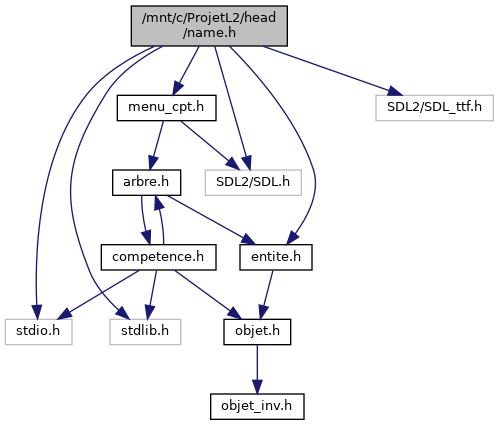 /mnt/c/ProjetL2/head
/name.h
menu_cpt.h
SDL2/SDL_ttf.h
arbre.h
SDL2/SDL.h
competence.h
entite.h
stdio.h
stdlib.h
objet.h
objet_inv.h